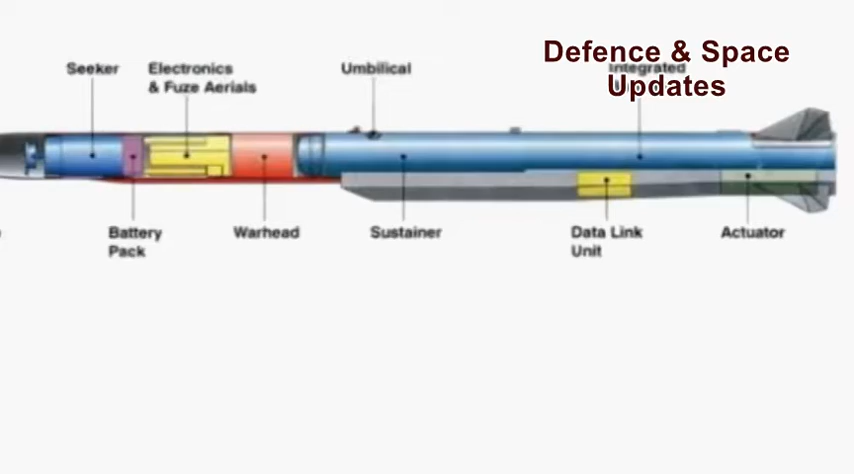 Defence & Space
Updates
Seeker
Electronics
& Fuze Aerials
Umbilical
Integrated
Battery
Pack
Warhead
Sustainer
Data Link
Unit
Actuator